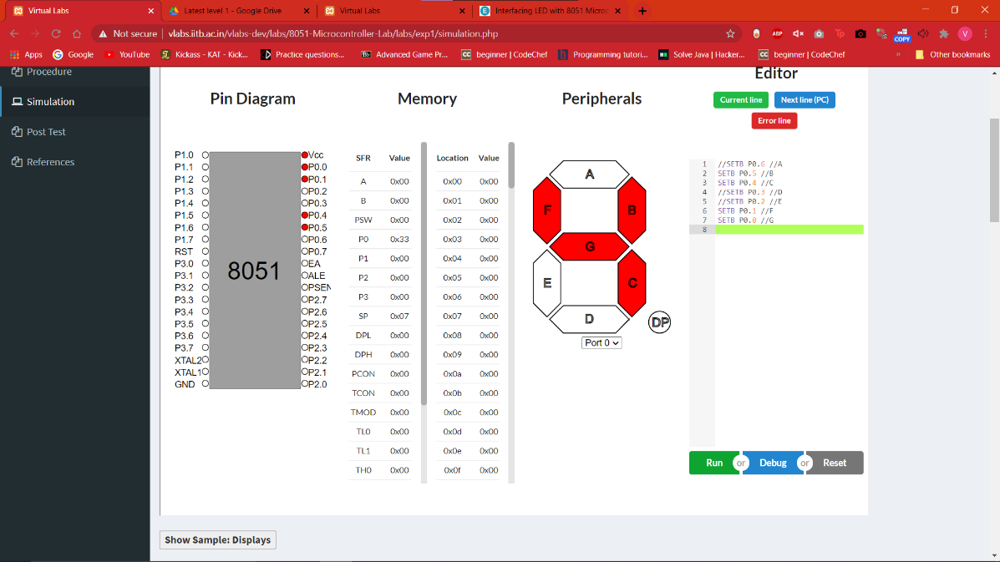 Virtual Labs
Latest level 1 - Google Drive
Virtual Labs
Interfacing LED with 8051 Microc
Not secure
vlabs.iitb.ac.in/vlabs-dev/labs/8051-Microcontroller-Lab/labs/exp1/simulation.php
ABP
Tp
COPY
V
Apps
Google
YouTube
Kickass - KAT - Kick...
Practice questions...
Advanced Game Pr...
beginner | CodeChef
Programming tutori...
Solve Java | Hacker...
beginner | CodeChef
»
Other bookmarks
Procedure
Simulation
Post Test
References
Pin Diagram
P1.0
P1.1
P1.2
P1.3
P1.4
P1.5
P1.6
P1.7
RST
P3.0
P3.1
P3.2
P3.3
P3.4
P3.5
P3.6
P3.7
XTAL2
XTAL1
GND
8051
Vcc
P0.0
P0.1
P0.2
P0.3
P0.4
P0.5
P0.6
P0.7
EA
ALE
PSEN
P2.7
P2.6
P2.5
P2.4
P2.3
P2.2
P2.1
P2.0
Memory
SFR Value
A 0x00
B 0x00
PSW 0x00
P0 0x33
P1 0x00
P2 0x00
P3 0x00
SP 0x07
DPL 0x00
DPH 0x00
PCON 0x00
TCON 0x00
TMOD 0x00
TL0 0x00
TL1 0x00
TH0 0x00
Location Value
0x00 0x00
0x01 0x00
0x02 0x00
0x03 0x00
0x04 0x00
0x05 0x00
0x06 0x00
0x07 0x00
0x08 0x00
0x09 0x00
0x0a 0x00
0x0b 0x00
0x0c 0x00
0x0d 0x00
0x0e 0x00
0x0f 0x00
Peripherals
A
F
B
G
E
C
D
DP
Port 0
Editor
Current line
Next line (PC)
Error line
1 //SETB P0.6 //A
2 SETB P0.5 //B
3 SETB P0.4 //C
4 //SETB P0.3 //D
5 //SETB P0.2 //E
6 SETB P0.1 //F
7 SETB P0.0 //G
8
Run or Debug or Reset
Show Sample: Displays